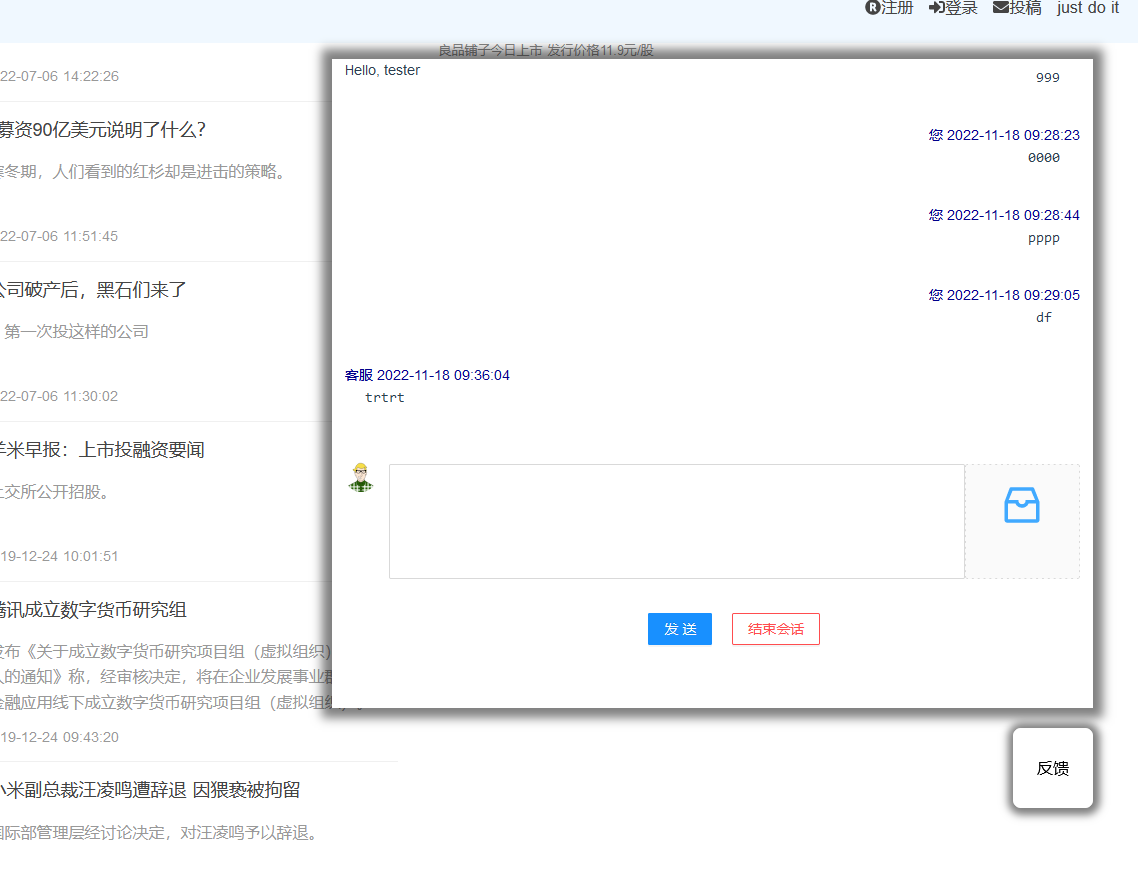 注册 登录 投稿 just do it
良品铺子今日上市 发行价格11.9元/股
22-07-06 14:22:26
募资90亿美元说明了什么?
冬期，人们看到的红杉却是进击的策略。
22-07-06 11:51:45
公司破产后，黑石们来了
第一次投这样的公司
22-07-06 11:30:02
米早报：上市投融资要闻
交所公开招股。
19-12-24 10:01:51
腾讯成立数字货币研究组
发布《关于成立数字货币研究项目组（虚拟组织）
人的通知》称，经审核决定，将在企业发展事业群
金融应用线下成立数字货币研究项目组（虚拟组织）
19-12-24 09:43:20
小米副总裁汪凌鸣遭辞退 因猥亵被拘留
国际部管理层经讨论决定，对汪凌鸣予以辞退。
Hello, tester
999
您 2022-11-18 09:28:23
0000
您 2022-11-18 09:28:44
pppp
您 2022-11-18 09:29:05
df
客服 2022-11-18 09:36:04
trtrt
发 送 结束会话
反馈